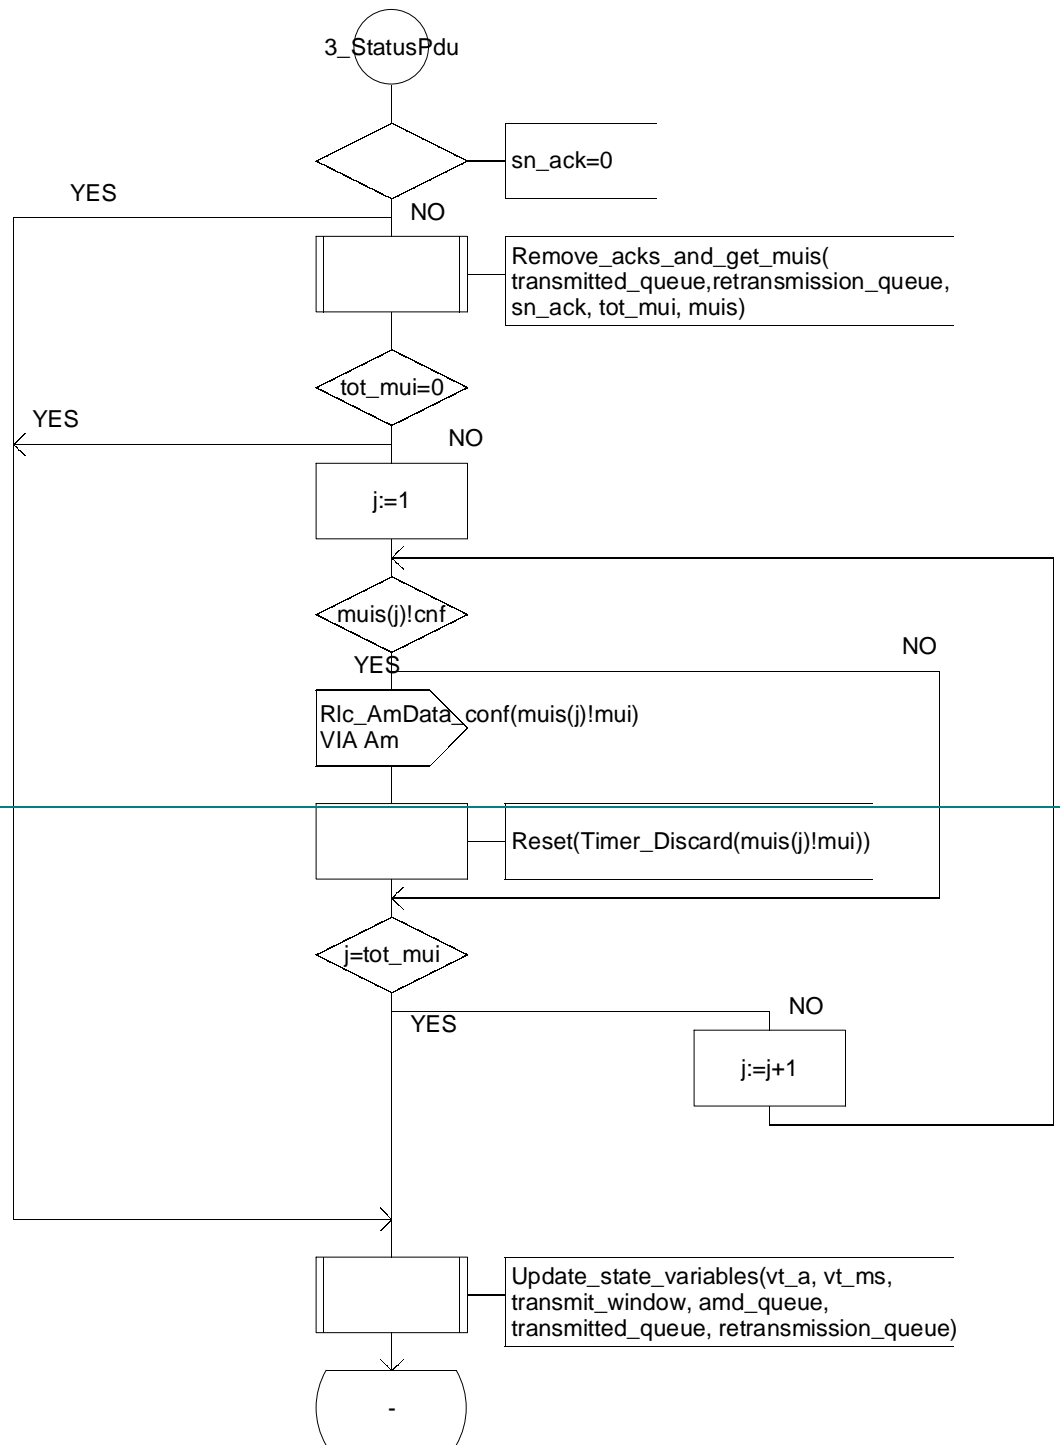 3_StatusPdu
sn_ack=0
YES
NO
Remove_acks_and_get_muis(
transmitted_queue,retransmission_queue,
sn_ack, tot_mui, muis)
tot_mui=0
YES
NO
j:=1
muis(j)!cnf
NO
YES
Rlc_AmData_conf(muis(j)!mui)
VIA Am
Reset(Timer_Discard(muis(j)!mui))
j=tot_mui
NO
YES
j:=j+1
Update_state_variables(vt_a, vt_ms,
transmit_window, amd_queue,
transmitted_queue, retransmission_queue)
-